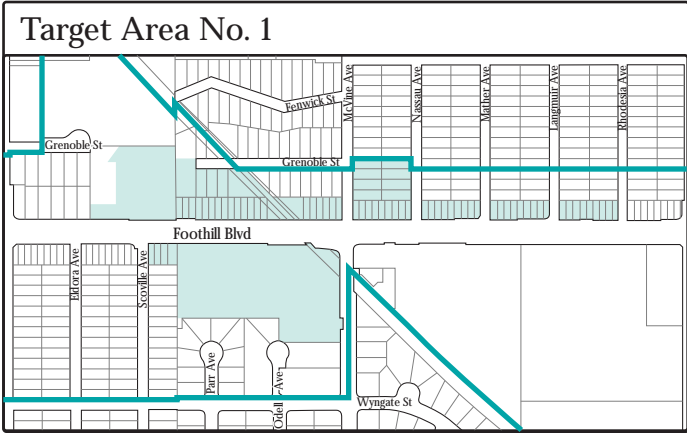 Target Area No. 1
Fenwick St
McVine Ave
Nassau Ave
Mather Ave
Langmuir Ave
Rhodesia Ave
Grenoble St
Grenoble St
Foothill Blvd
Eldora Ave
Scoville Ave
Parr Ave
Odell Ave
Wyngate St